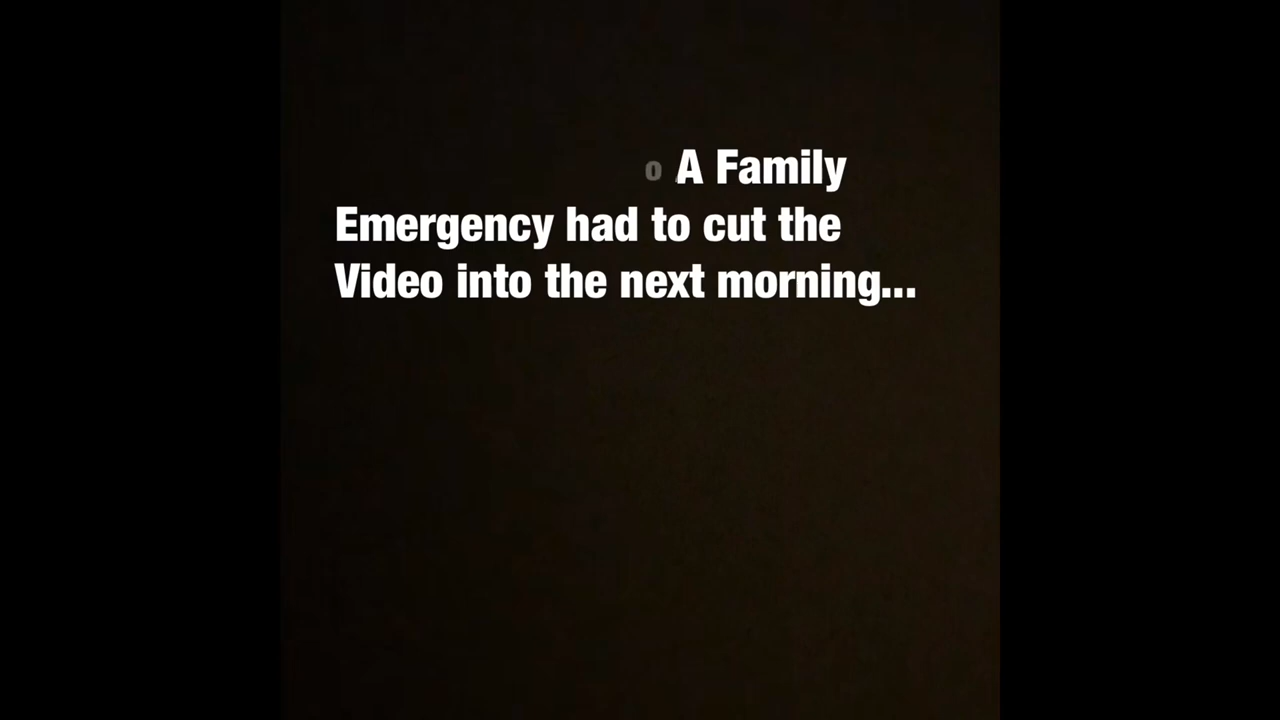 o A Family
Emergency had to cut the
Video into the next morning...